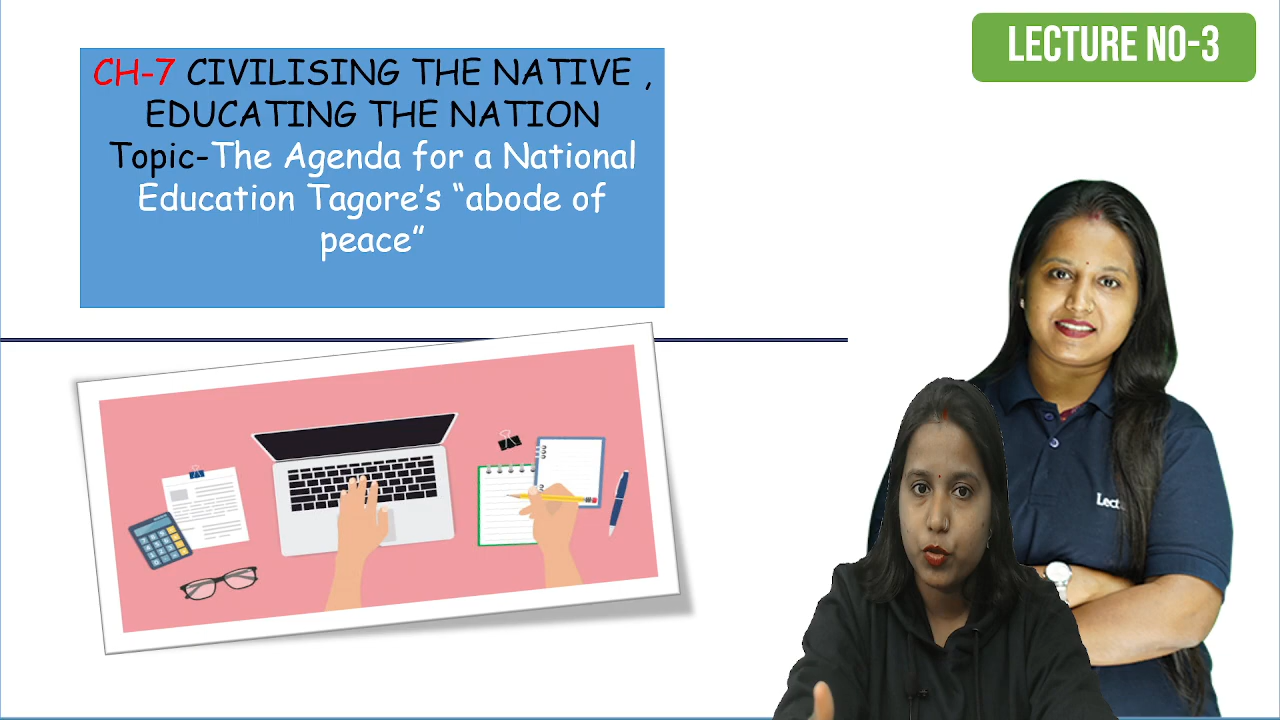 LECTURE NO-3
CH-7 CIVILISING THE NATIVE ,
EDUCATING THE NATION
Topic-The Agenda for a National
Education Tagore’s “abode of
peace”
Lect